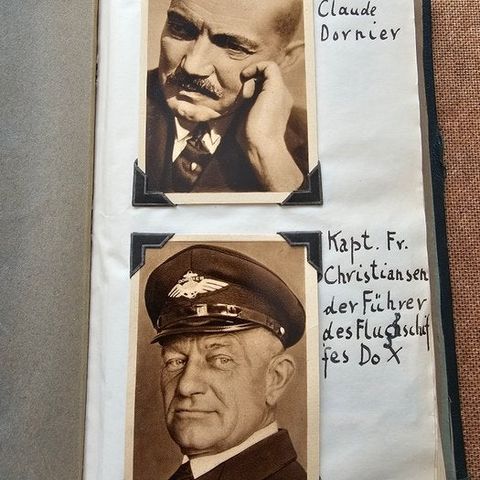 Claude
Dornier
Kapt. Fr.
Christiansen
der Führer
des Flugschif
fes Do X